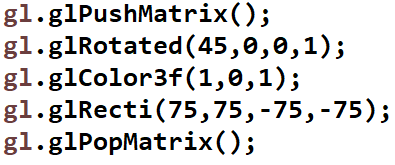 gl.glPushMatrix();
gl.glRotated(45,0,0,1);
gl.glColor3f(1,0,1);
gl.glRecti(75,75,-75,-75);
gl.glPopMatrix();